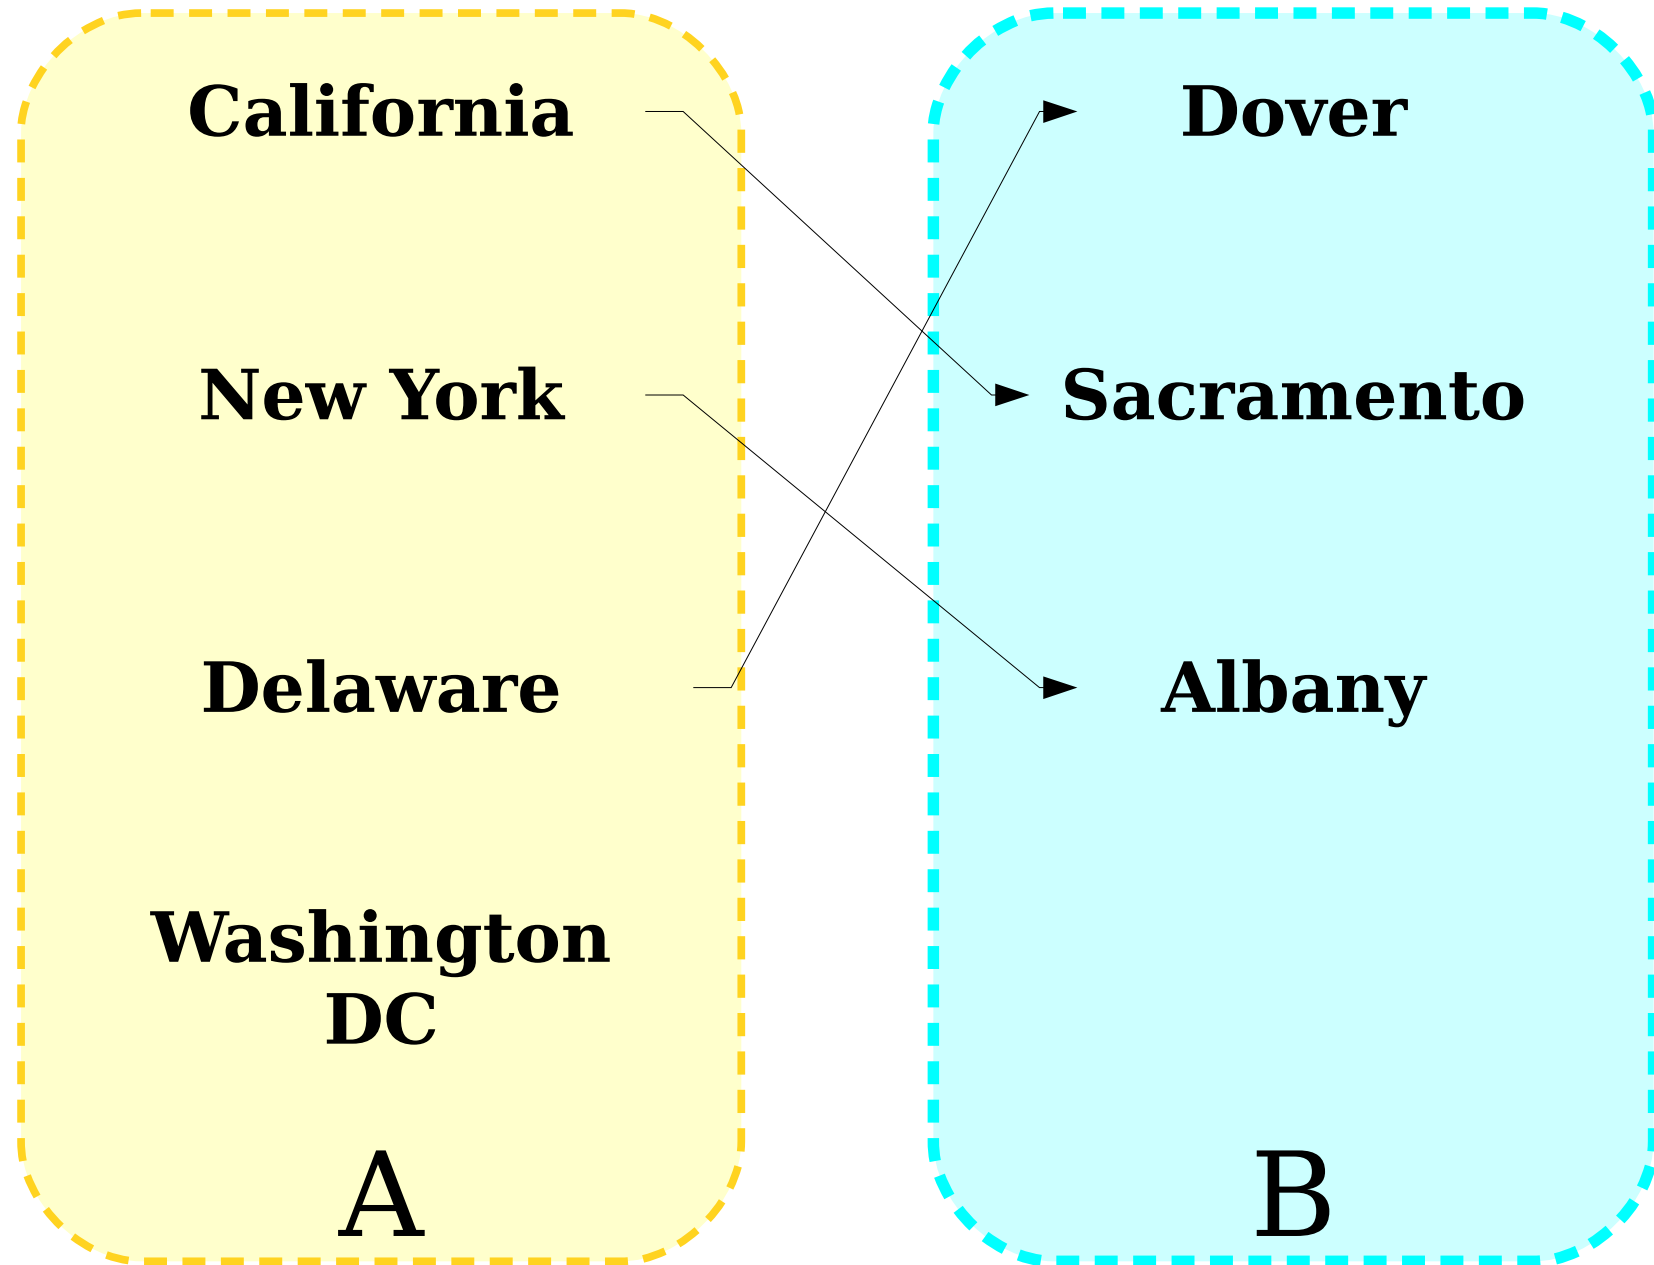 California
New York
Delaware
Washington
DC
A
Dover
Sacramento
Albany
B